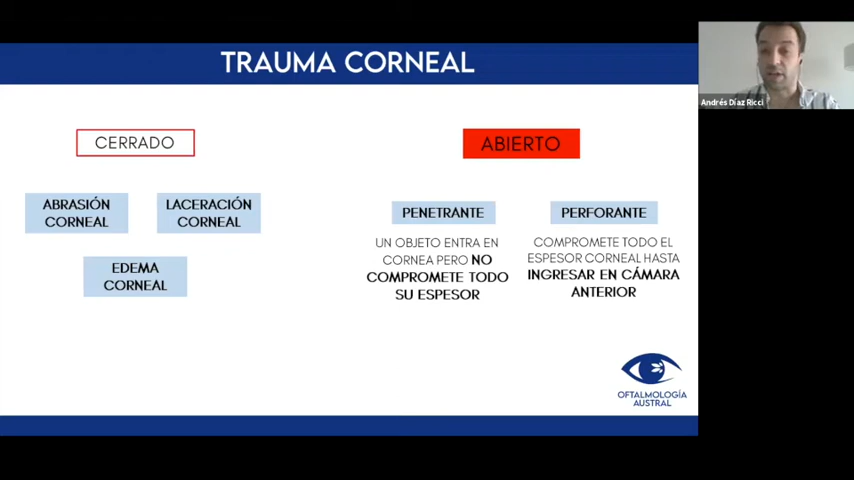 TRAUMA CORNEAL
Andrés Díaz Ricci
CERRADO
ABRASIÓN
CORNEAL
LACERACIÓN
CORNEAL
EDEMA
CORNEAL
ABIERTO
PENETRANTE
UN OBJETO ENTRA EN
CORNEA PERO NO
COMPROMETE TODO
SU ESPESOR
PERFORANTE
COMPROMETE TODO EL
ESPESOR CORNEAL HASTA
INGRESAR EN CÁMARA
ANTERIOR
OFTALMOLOGÍA
AUSTRAL